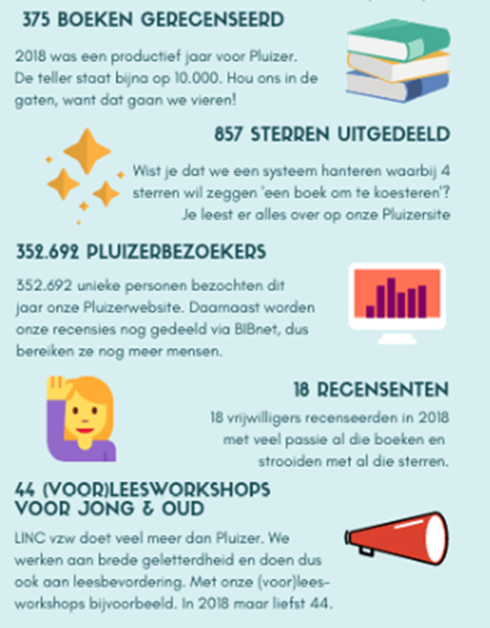 375 BOEKEN GERECENSEERD
2018 was een productief jaar voor Pluizer.
De teller staat bijna op 10.000. Hou ons in de
gaten, want dat gaan we vieren!
857 STERREN UITGEDEELD
Wist je dat we een systeem hanteren waarbij 4
sterren wil zeggen 'een boek om te koesteren'?
Je leest er alles over op onze Pluizersite
352.692 PLUIZERBEZOEKERS
352.692 unieke personen bezochten dit
jaar onze Pluizerwebsite. Daarnaast worden
onze recensies nog gedeeld via BIBnet, dus
bereiken ze nog meer mensen.
18 RECENSENTEN
18 vrijwilligers recenseerden in 2018
met veel passie al die boeken en
strooiden met al die sterren.
44 (VOOR)LEESWORKSHOPS
VOOR JONG & OUD
LINC vzw doet veel meer dan Pluizer. We
werken aan brede geletterdheid en doen dus
ook aan leesbevordering. Met onze (voor)lees-
workshops bijvoorbeeld. In 2018 maar liefst 44.